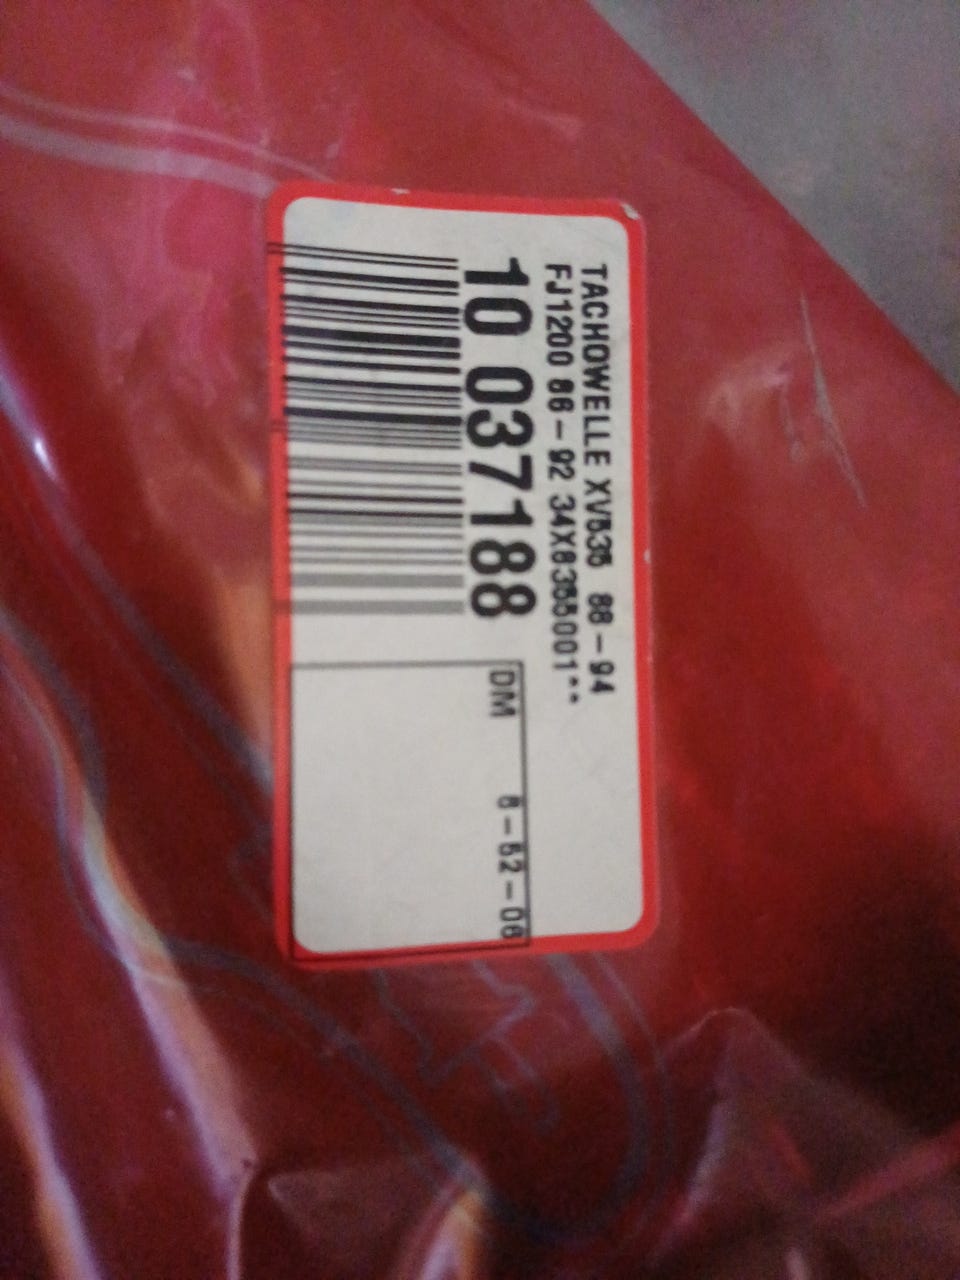 TACHOWELLE XV535 88-94
FJ1200 86-92 34X8355001**
10 037188
DM 8-52-06